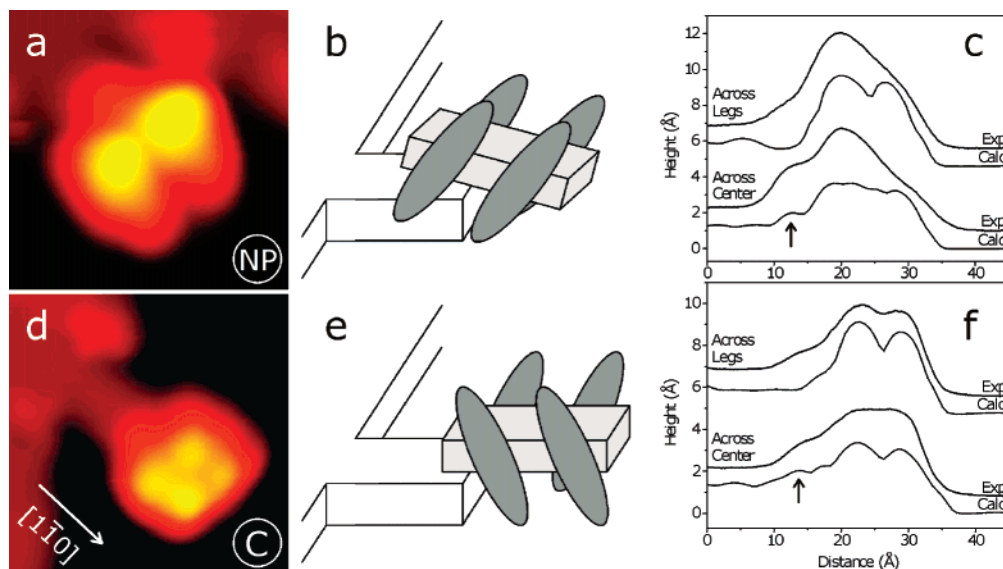 a
NP
b
c
Height (Å)
12
10
8
6
4
2
0
Across
Legs
Exp
Calc
Across
Center
Exp
Calc
0
10
20
30
40
d
[11̅0]
C
e
f
Height (Å)
10
8
6
4
2
0
Across
Legs
Exp
Calc
Across
Center
Exp
Calc
0
10
20
30
40
Distance (Å)